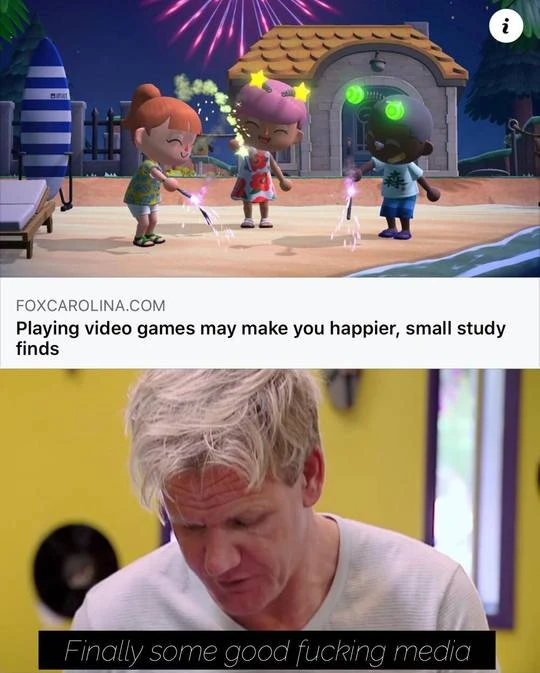 FOXCAROLINA.COM
Playing video games may make you happier, small study
finds
Finally some good fucking media